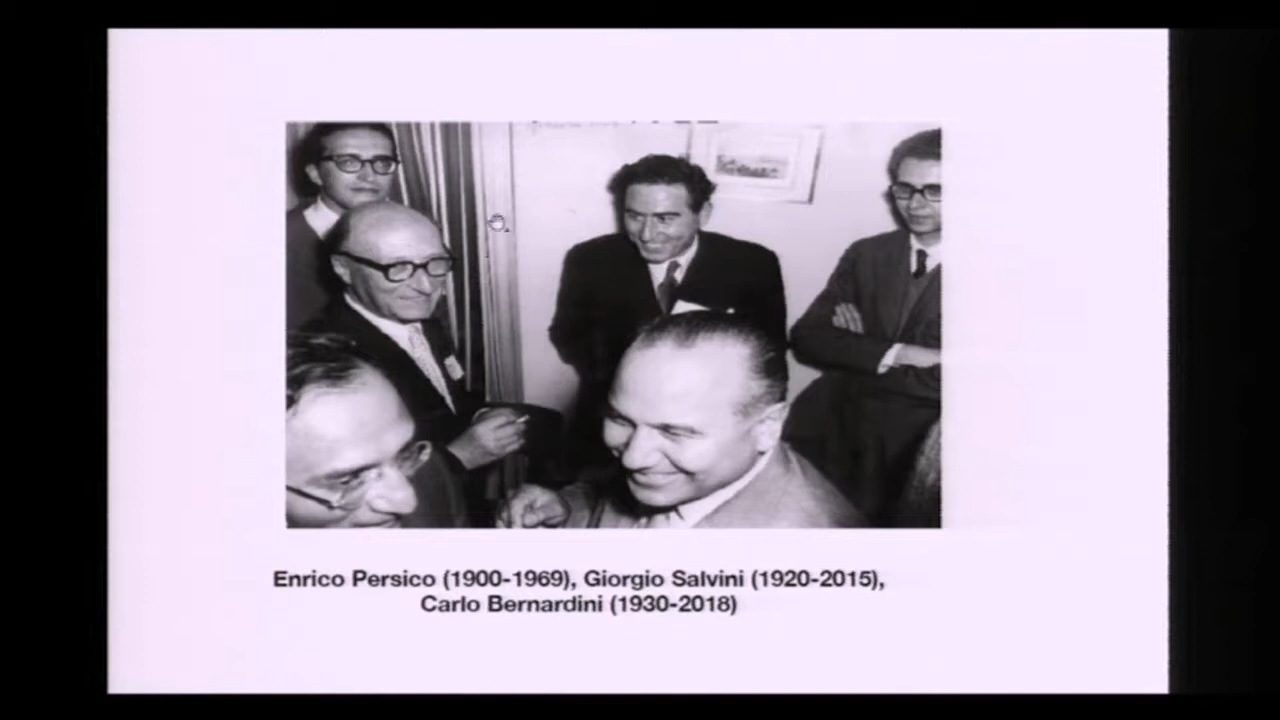 Enrico Persico (1900-1969), Giorgio Salvini (1920-2015),
Carlo Bernardini (1930-2018)